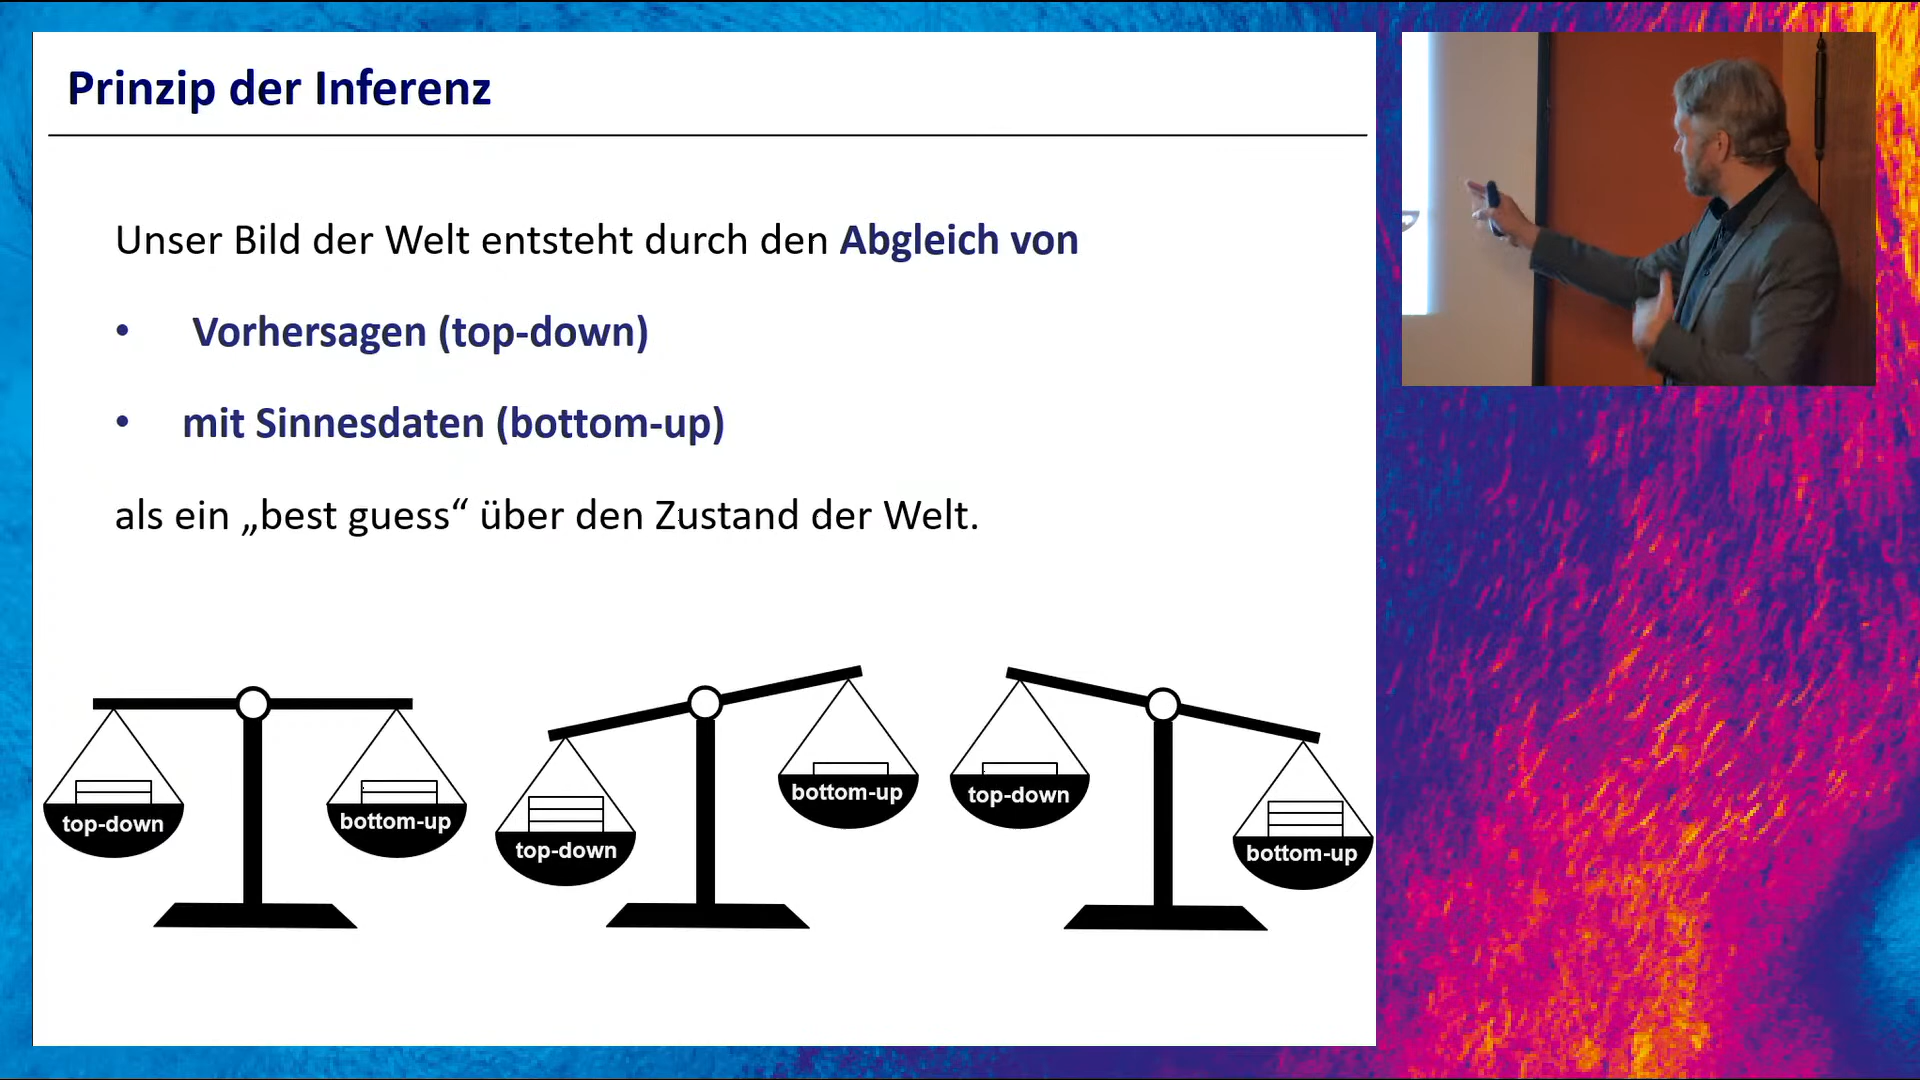 Prinzip der Inferenz
Unser Bild der Welt entsteht durch den Abgleich von
• Vorhersagen (top-down)
• mit Sinnesdaten (bottom-up)
als ein „best guess“ über den Zustand der Welt.
top-down
bottom-up
top-down
bottom-up
top-down
bottom-up